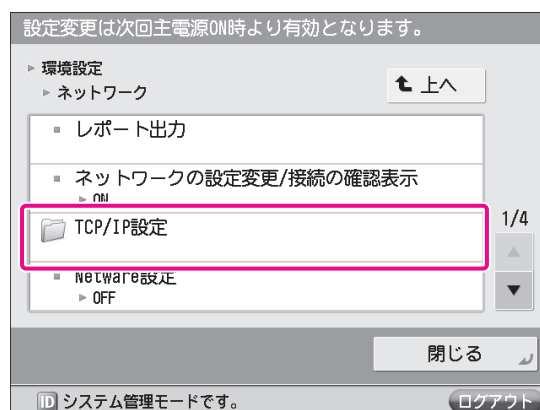 設定変更は次回主電源ON時より有効となります。
環境設定
ネットワーク
上へ
レポート出力
ネットワークの設定変更/接続の確認表示
ON
TCP/IP設定
1/4
Netware設定
OFF
閉じる
ID システム管理モードです。
ログアウト